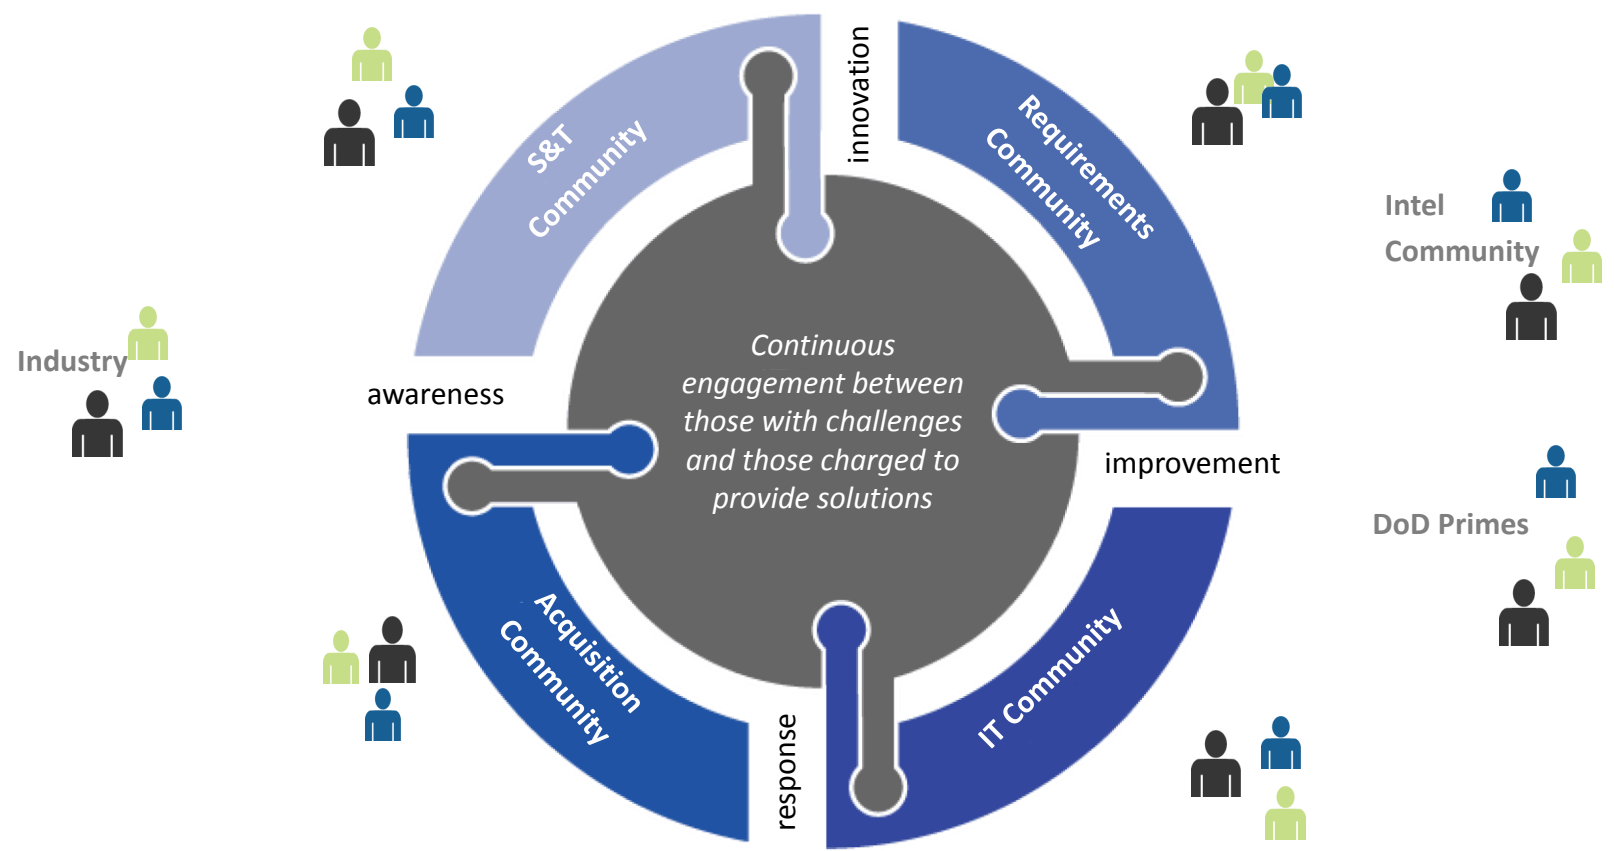 innovation
S&T
Community
Requirements
Community
Intel
Community
Industry
awareness
Continuous
engagement between
those with challenges
and those charged to
provide solutions
improvement
DoD Primes
Acquisition
Community
IT Community
response